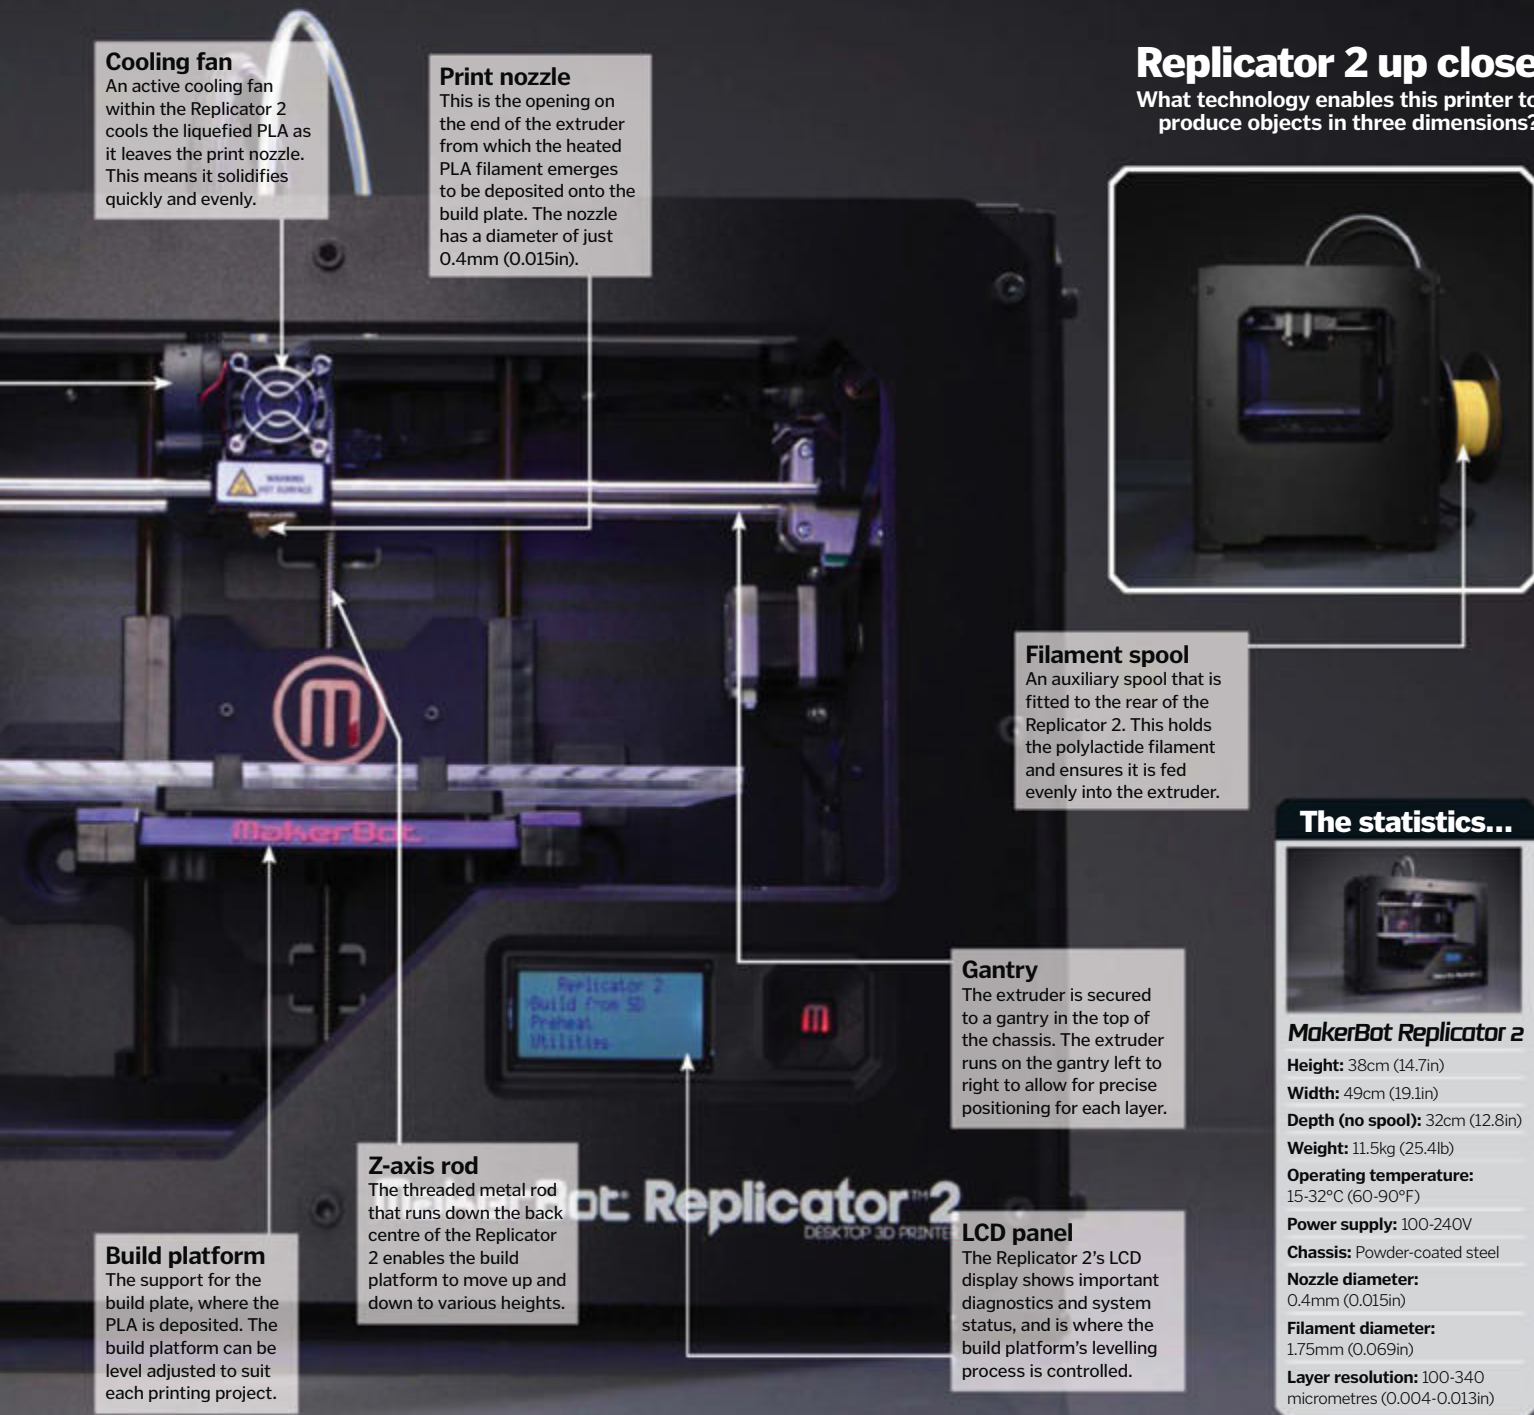 Cooling fan
An active cooling fan
within the Replicator 2
cools the liquefied PLA as
it leaves the print nozzle.
This means it solidifies
quickly and evenly.
Print nozzle
This is the opening on
the end of the extruder
from which the heated
PLA filament emerges
to be deposited onto the
build plate. The nozzle
has a diameter of just
0.4mm (0.015in).
Replicator 2 up close
What technology enables this printer to
produce objects in three dimensions?
WARNING
HOT SURFACE
Filament spool
An auxiliary spool that is
fitted to the rear of the
Replicator 2. This holds
the polylactide filament
and ensures it is fed
evenly into the extruder.
MakerBot
Replicator 2
Build from SD
Preheat
Utilities
Gantry
The extruder is secured
to a gantry in the top of
the chassis. The extruder
runs on the gantry left to
right to allow for precise
positioning for each layer.
Z-axis rod
The threaded metal rod
that runs down the back
centre of the Replicator
2 enables the build
platform to move up and
down to various heights.
MakerBot Replicator™2
DESKTOP 3D PRINTER
Build platform
The support for the
build plate, where the
PLA is deposited. The
build platform can be
level adjusted to suit
each printing project.
LCD panel
The Replicator 2's LCD
display shows important
diagnostics and system
status, and is where the
build platform's levelling
process is controlled.
The statistics...
MakerBot Replicator 2
Height: 38cm (14.7in)
Width: 49cm (19.1in)
Depth (no spool): 32cm (12.8in)
Weight: 11.5kg (25.4lb)
Operating temperature:
15-32°C (60-90°F)
Power supply: 100-240V
Chassis: Powder-coated steel
Nozzle diameter:
0.4mm (0.015in)
Filament diameter:
1.75mm (0.069in)
Layer resolution: 100-340
micrometres (0.004-0.013in)